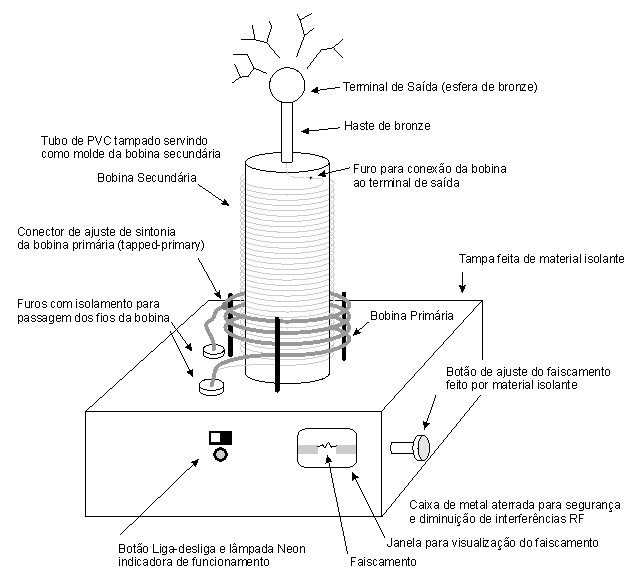 Terminal de Saída (esfera de bronze)
Haste de bronze
Tubo de PVC tampado servindo
como molde da bobina secundária
Furo para conexão da bobina
ao terminal de saída
Bobina Secundária
Conector de ajuste de sintonia
da bobina primária (tapped-primary)
Tampa feita de material isolante
Furos com isolamento para
passagem dos fios da bobina
Bobina Primária
Botão de ajuste do faiscamento
feito por material isolante
Caixa de metal aterrada para segurança
e diminuição de interferências RF
Janela para visualização do faiscamento
Botão Liga-desliga e lâmpada Neon
indicadora de funcionamento
Faiscamento